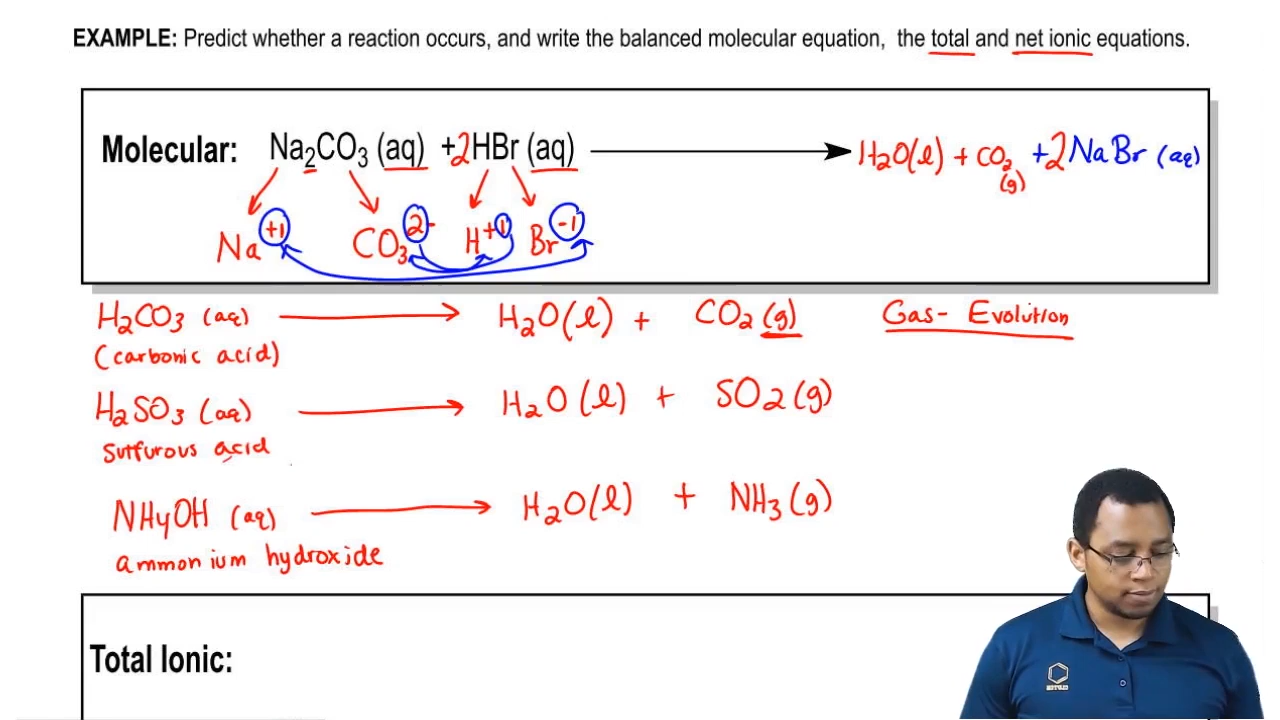 EXAMPLE: Predict whether a reaction occurs, and write the balanced molecular equation, the total and net ionic equations.
Molecular: Na₂CO₃ (aq) +2HBr (aq) ⟶ H₂O(l) + CO₂ (g) +2NaBr (aq)
Na⁺¹ CO₃²⁻ H⁺¹ Br⁻¹
H₂CO₃ (aq) ⟶ H₂O(l) + CO₂ (g) Gas- Evolution
(carbonic acid)
H₂SO₃ (aq) ⟶ H₂O(l) + SO₂(g)
Sulfurous acid
NH₄OH (aq) ⟶ H₂O(l) + NH₃(g)
ammonium hydroxide
Total Ionic: